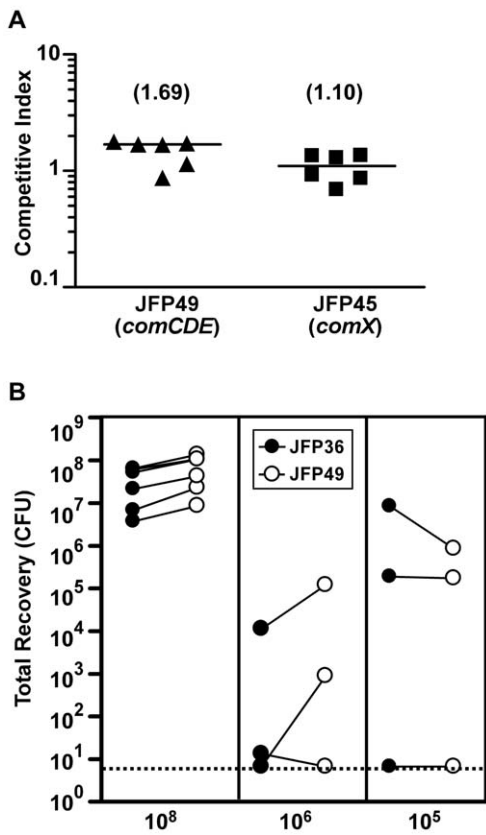 A
Competitive Index
10
1
0.1
(1.69)
(1.10)
JFP49
(comCDE)
JFP45
(comX)
B
Total Recovery (CFU)
10⁹
10⁸
10⁷
10⁶
10⁵
10⁴
10³
10²
10¹
10⁰
JFP36
JFP49
10⁸
10⁶
10⁵